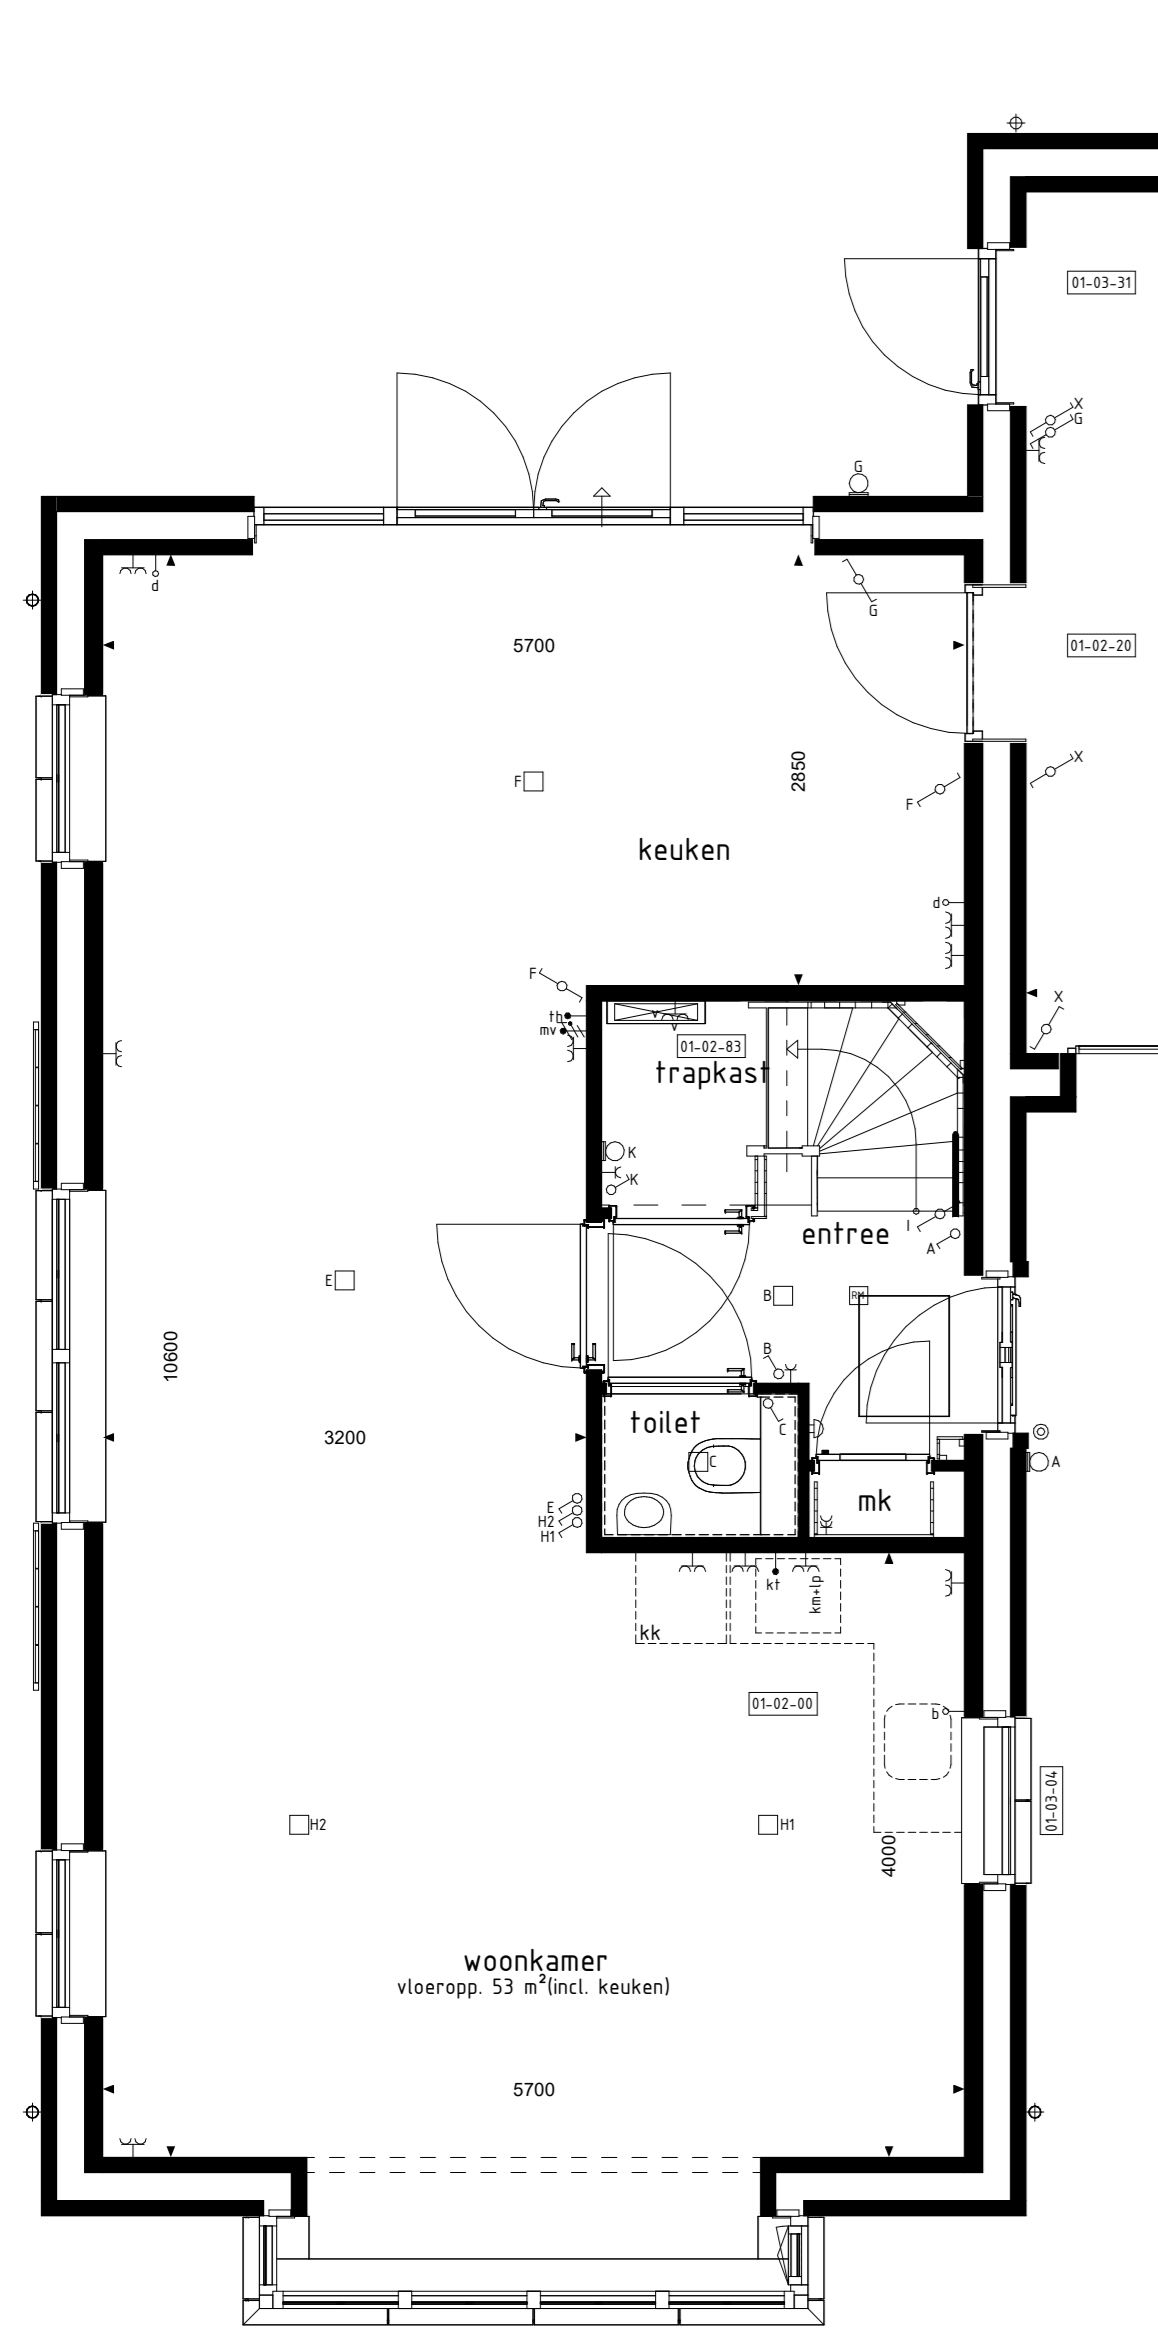 01-03-31
X
G
G
d
G
5700
01-02-20
2850
X
F
F
keuken
d
F
X
tb
mv
v
v
01-02-83
trapkast
K
K
1
entree
A
E
B
RM
10600
B
toilet
C
3200
C
A
mk
E
H2
H1
kt
km+lp
kk
01-02-00
b
01-03-04
H2
H1
4000
woonkamer
vloeropp. 53 m²(incl. keuken)
5700